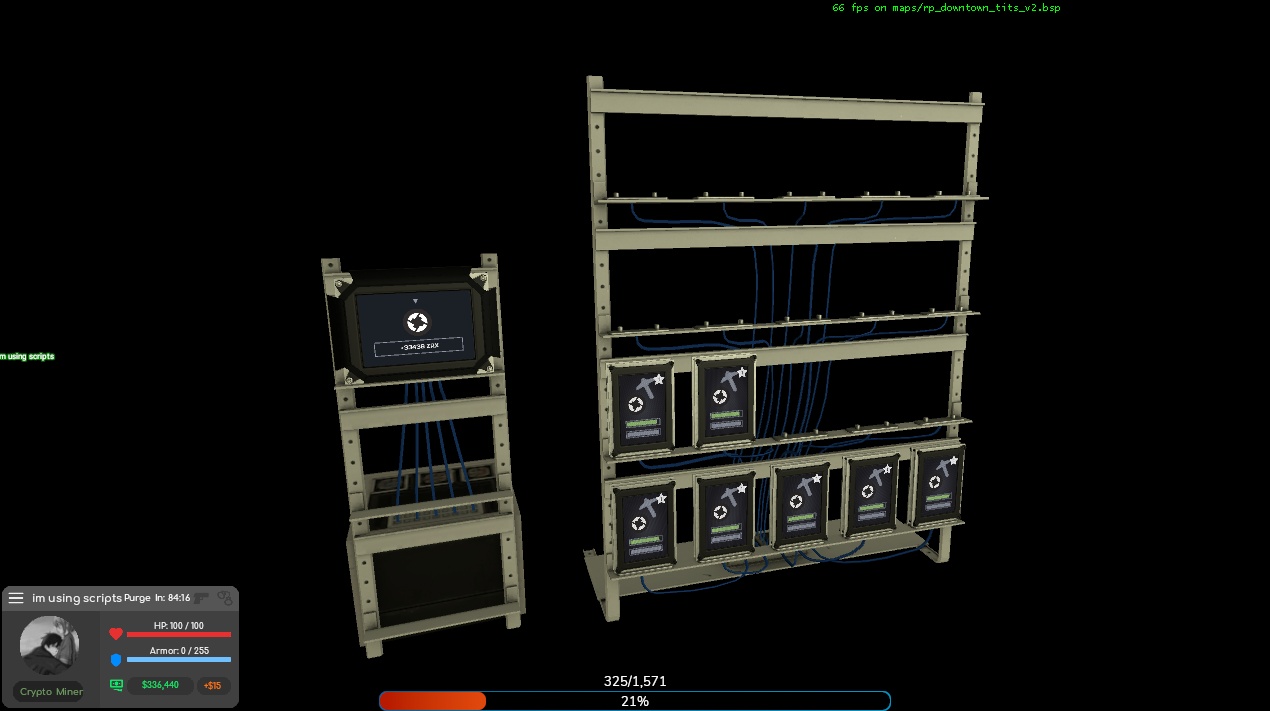 66 fps on maps/rp_downtown_tits_v2.bsp
m using scripts
im using scripts
Purge In: 84:16
HP: 100 / 100
Armor: 0 / 255
$336,440
+$15
Crypto Miner
325/1,571
21%